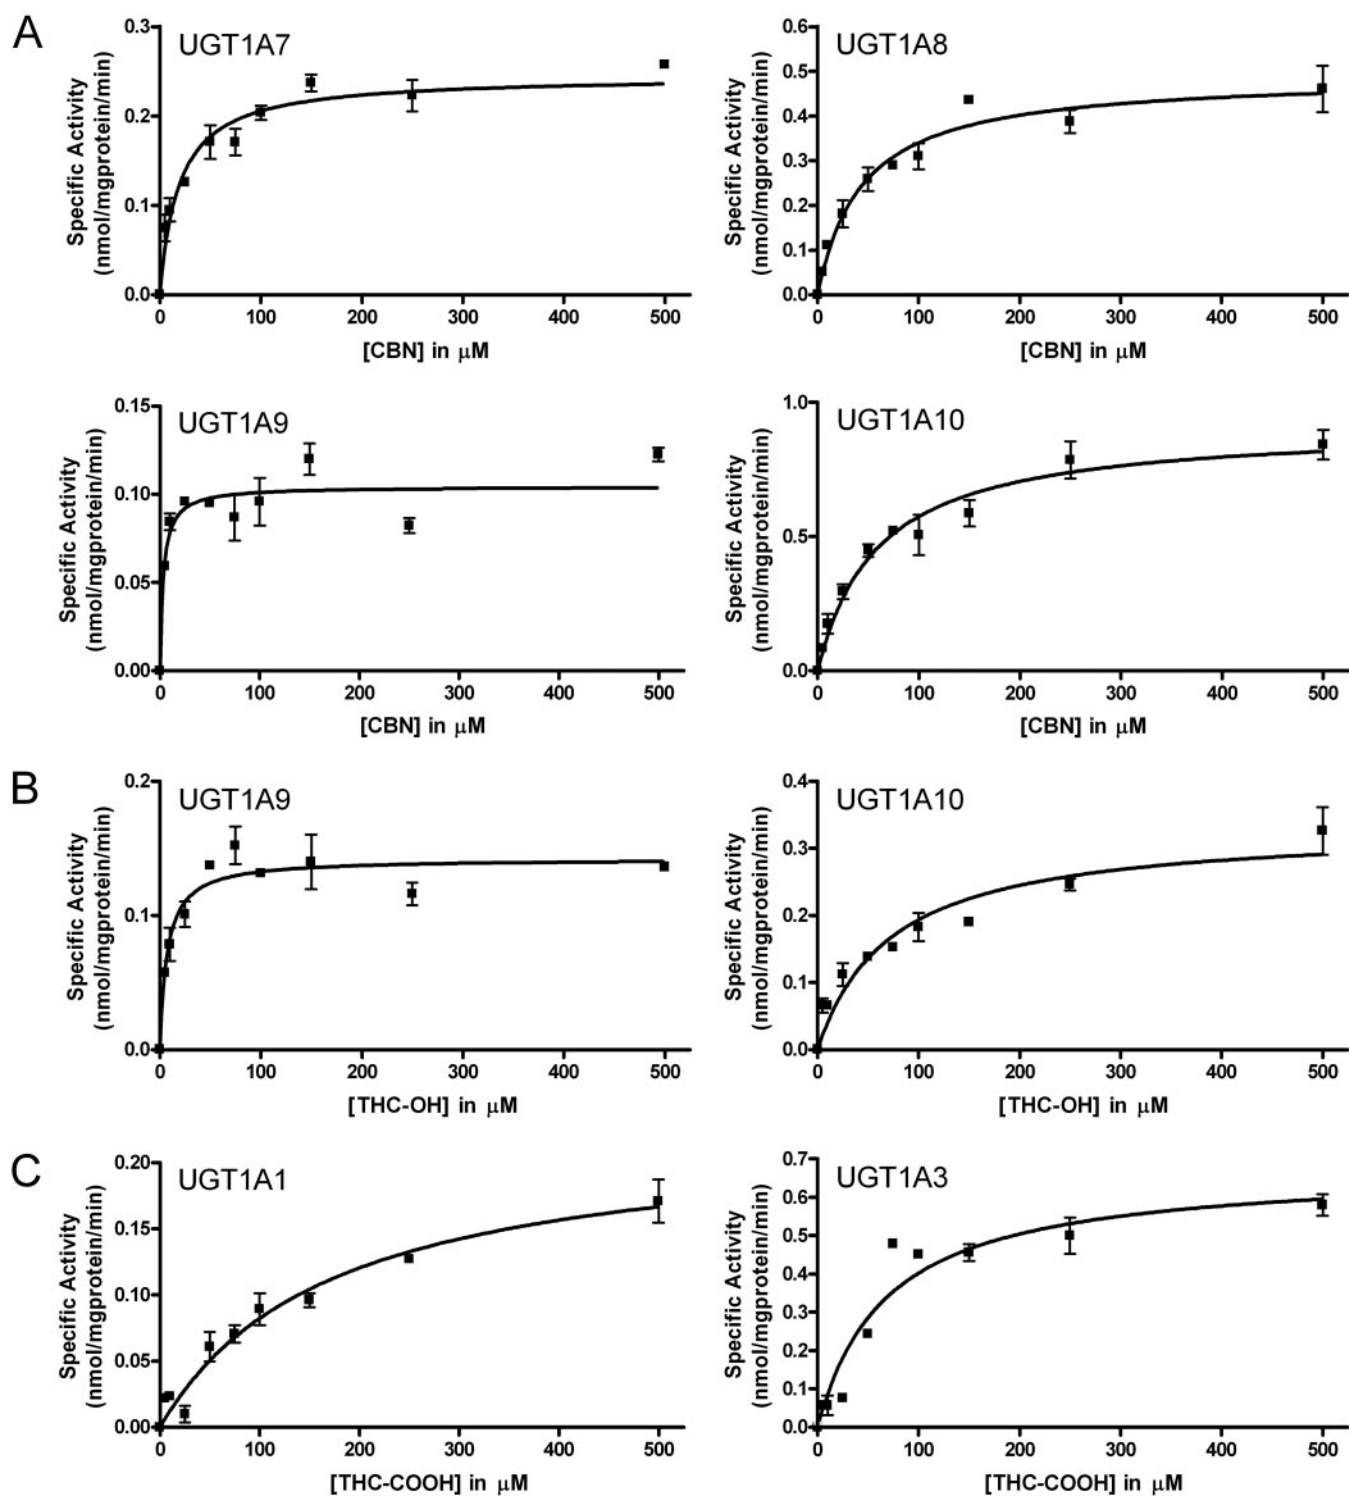 A
UGT1A7
Specific Activity
(nmol/mgprotein/min)
0.3
0.2
0.1
0.0
0 100 200 300 400 500
[CBN] in μM
UGT1A8
Specific Activity
(nmol/mgprotein/min)
0.6
0.5
0.4
0.3
0.2
0.1
0.0
0 100 200 300 400 500
[CBN] in μM
UGT1A9
Specific Activity
(nmol/mgprotein/min)
0.15
0.10
0.05
0.00
0 100 200 300 400 500
[CBN] in μM
UGT1A10
Specific Activity
(nmol/mgprotein/min)
1.0
0.5
0.0
0 100 200 300 400 500
[CBN] in μM
B
UGT1A9
Specific Activity
(nmol/mgprotein/min)
0.2
0.1
0.0
0 100 200 300 400 500
[THC-OH] in μM
UGT1A10
Specific Activity
(nmol/mgprotein/min)
0.4
0.3
0.2
0.1
0.0
0 100 200 300 400 500
[THC-OH] in μM
C
UGT1A1
Specific Activity
(nmol/mgprotein/min)
0.20
0.15
0.10
0.05
0.00
0 100 200 300 400 500
[THC-COOH] in μM
UGT1A3
Specific Activity
(nmol/mgprotein/min)
0.7
0.6
0.5
0.4
0.3
0.2
0.1
0.0
0 100 200 300 400 500
[THC-COOH] in μM